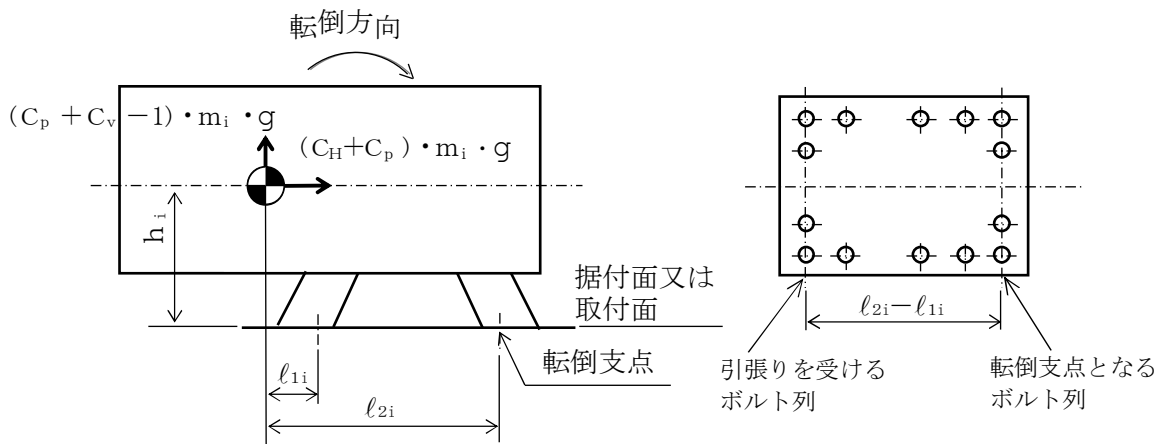 転倒方向
(Cp＋Cv－1)・mi・g
(CH＋Cp)・mi・g
hi
据付面又は
取付面
転倒支点
ℓ1i
ℓ2i
ℓ2i－ℓ1i
引張りを受ける
ボルト列
転倒支点となる
ボルト列